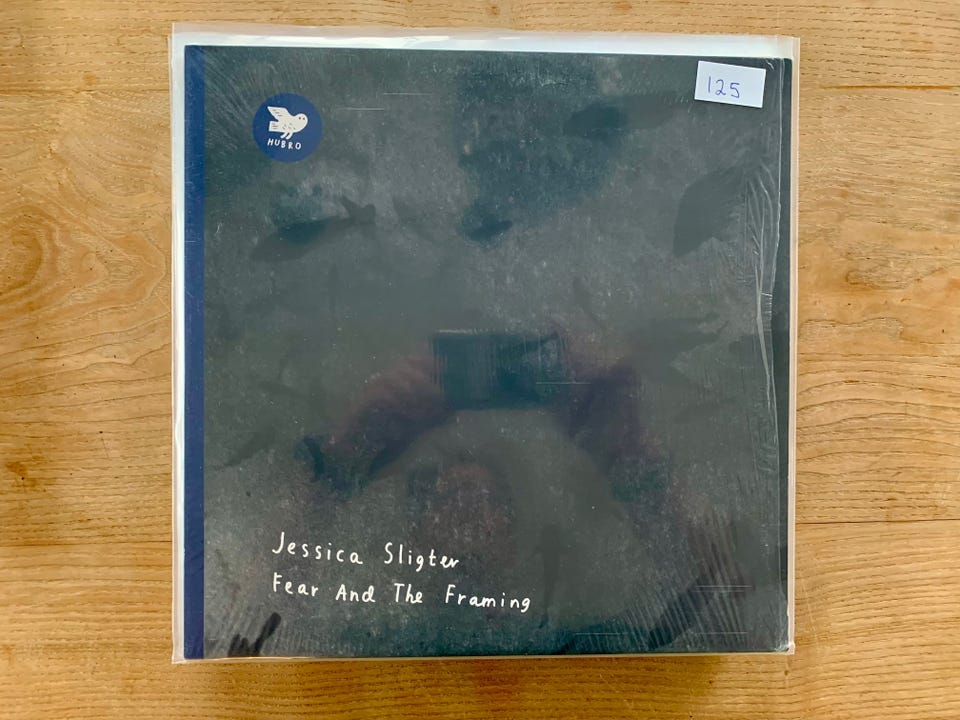 125
HUBRO
Jessica Sligter
Fear And The Framing